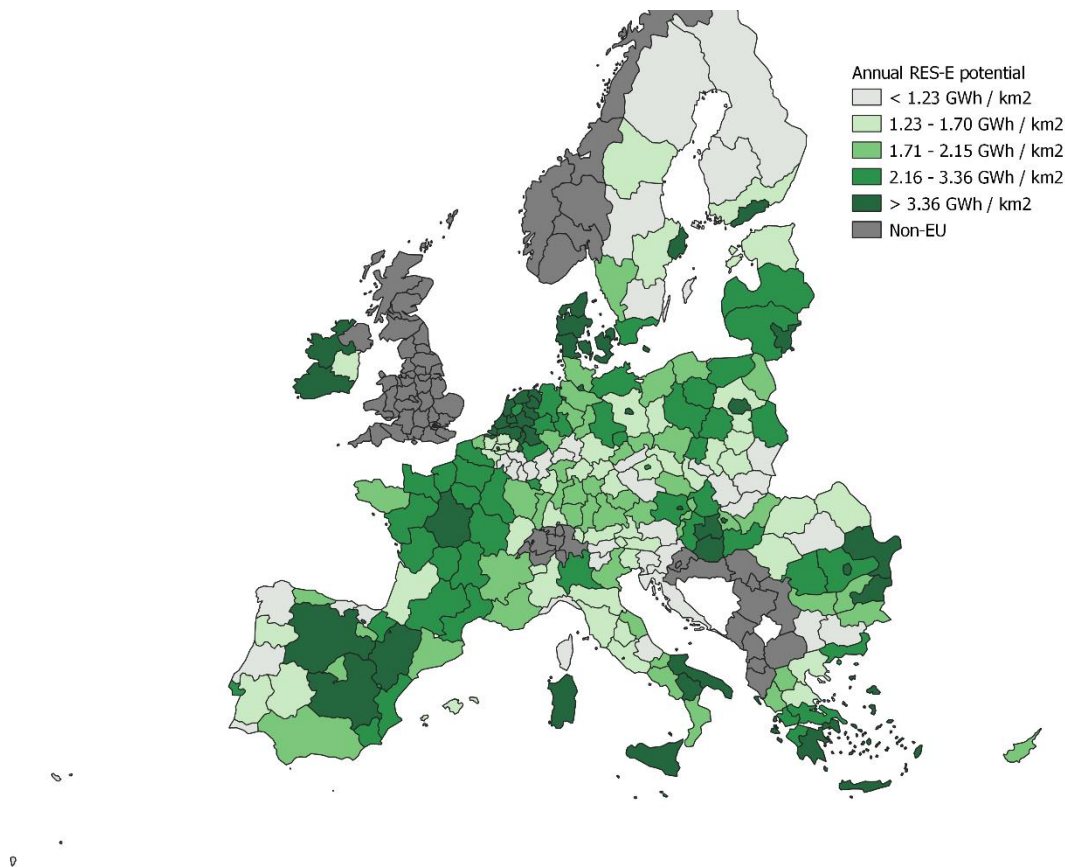 Annual RES-E potential
< 1.23 GWh / km2
1.23 - 1.70 GWh / km2
1.71 - 2.15 GWh / km2
2.16 - 3.36 GWh / km2
> 3.36 GWh / km2
Non-EU